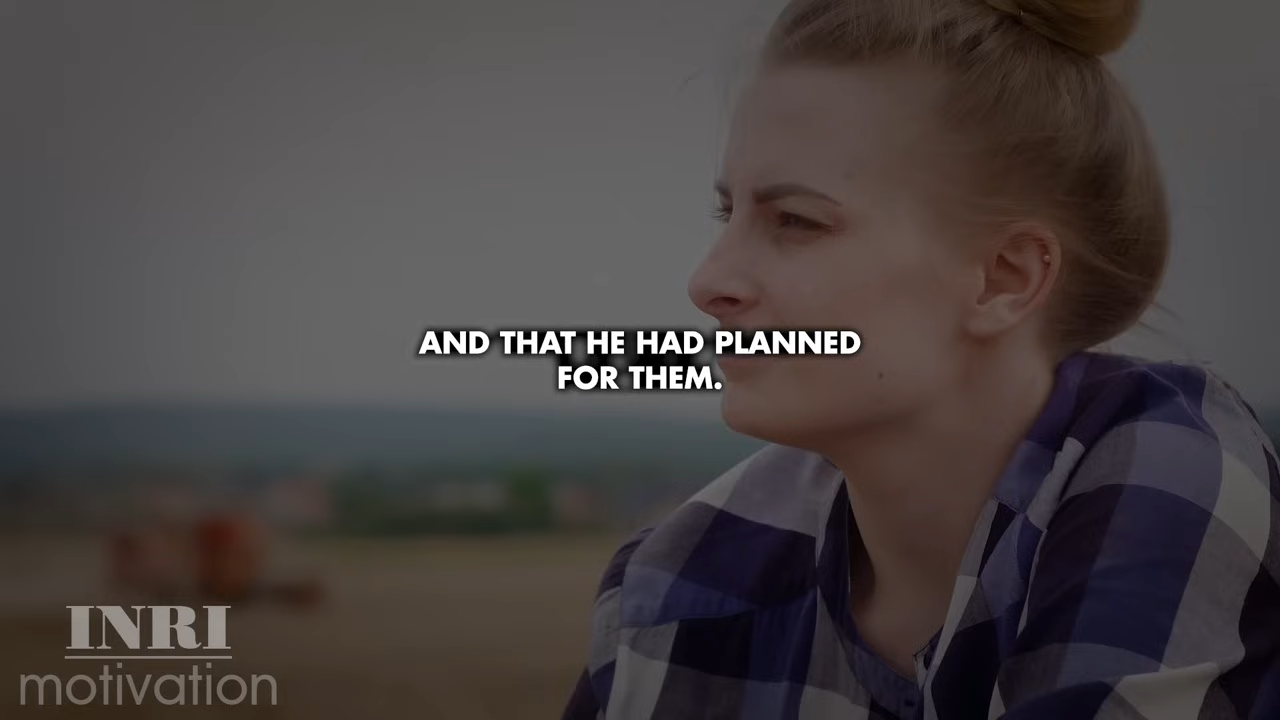 AND THAT HE HAD PLANNED
FOR THEM.
INRI
motivation